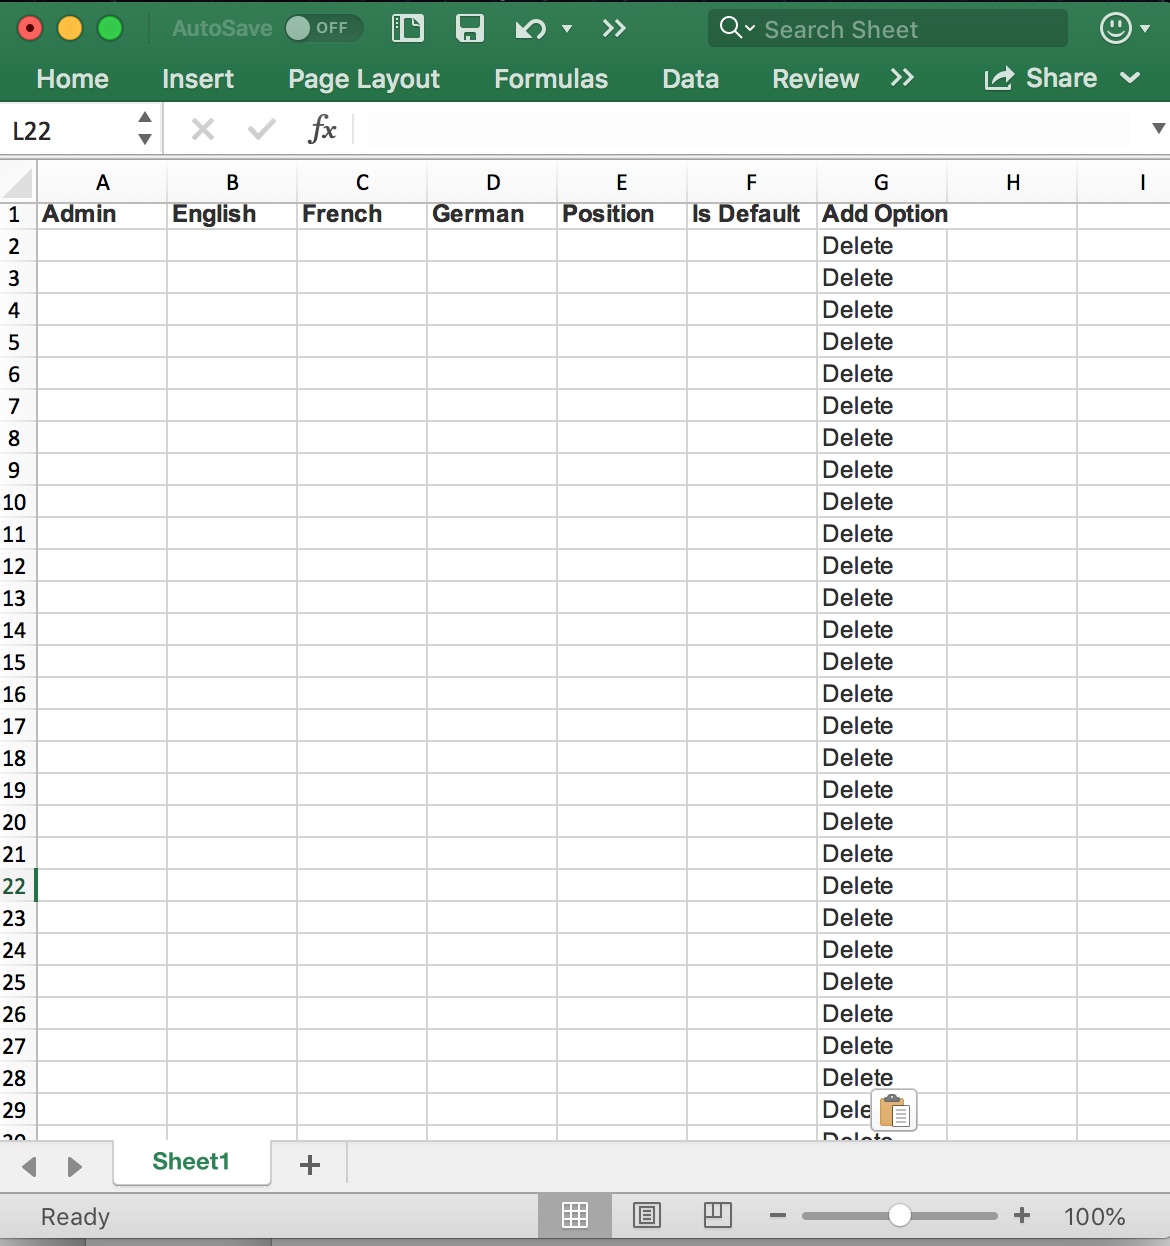 AutoSave OFF Search Sheet
Home Insert Page Layout Formulas Data Review Share
L22 fx
A B C D E F G H I
1 Admin English French German Position Is Default Add Option
2 Delete
3 Delete
4 Delete
5 Delete
6 Delete
7 Delete
8 Delete
9 Delete
10 Delete
11 Delete
12 Delete
13 Delete
14 Delete
15 Delete
16 Delete
17 Delete
18 Delete
19 Delete
20 Delete
21 Delete
22 Delete
23 Delete
24 Delete
25 Delete
26 Delete
27 Delete
28 Delete
29 Dele
30 Delete
Sheet1
Ready 100%